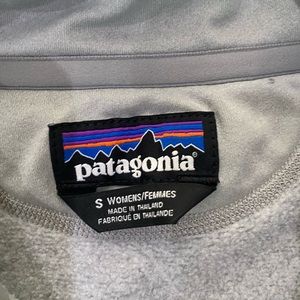 patagonia®
S WOMENS/FEMMES
MADE IN THAILAND
FABRIQUÉ EN THAÏLANDE